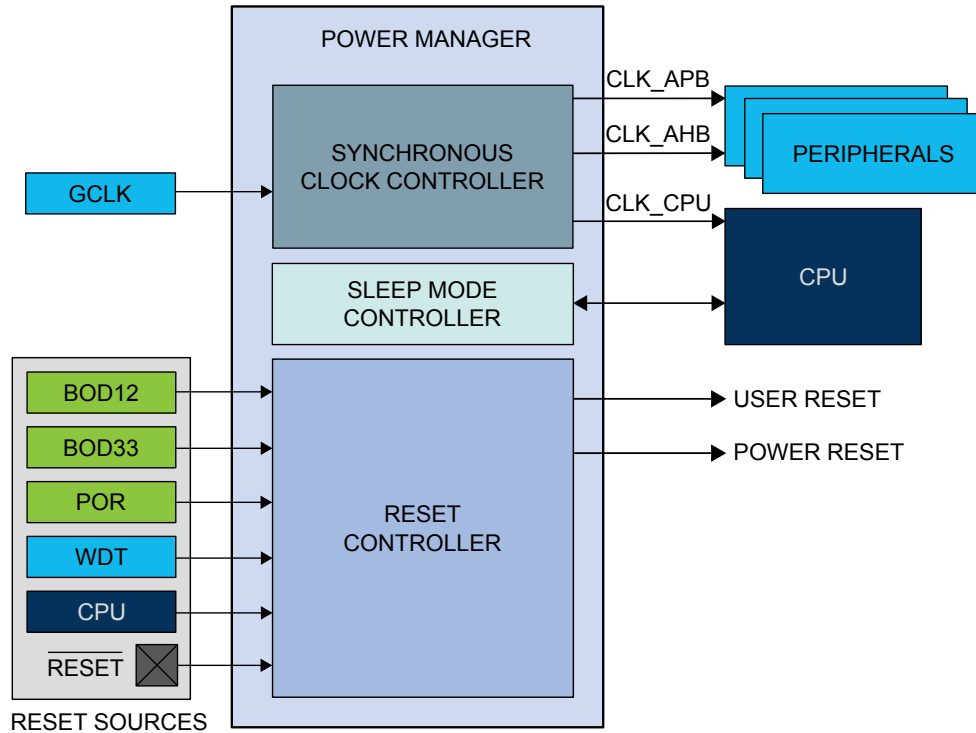 POWER MANAGER
CLK_APB
SYNCHRONOUS
CLOCK CONTROLLER
CLK_AHB
PERIPHERALS
GCLK
CLK_CPU
CPU
SLEEP MODE
CONTROLLER
BOD12
BOD33
POR
WDT
CPU
RESET
RESET SOURCES
RESET
CONTROLLER
USER RESET
POWER RESET